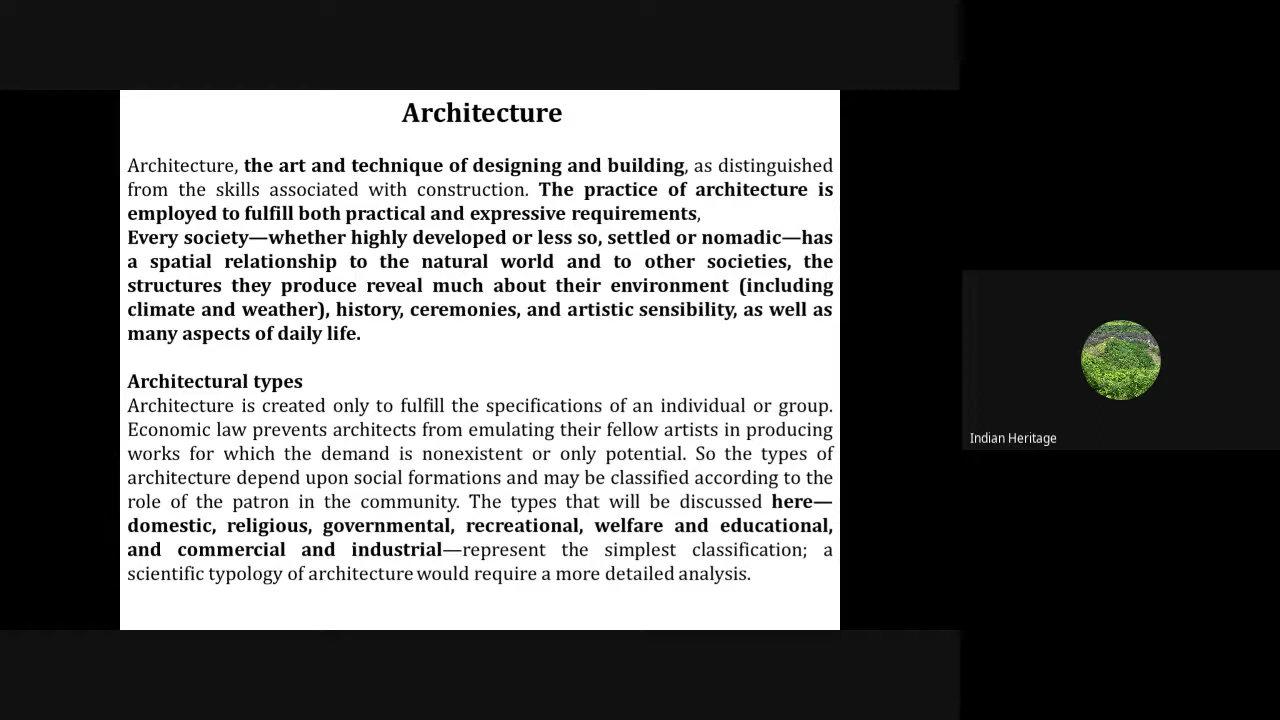 Architecture
Architecture, the art and technique of designing and building, as distinguished
from the skills associated with construction. The practice of architecture is
employed to fulfill both practical and expressive requirements,
Every society—whether highly developed or less so, settled or nomadic—has
a spatial relationship to the natural world and to other societies, the
structures they produce reveal much about their environment (including
climate and weather), history, ceremonies, and artistic sensibility, as well as
many aspects of daily life.
Architectural types
Architecture is created only to fulfill the specifications of an individual or group.
Economic law prevents architects from emulating their fellow artists in producing
works for which the demand is nonexistent or only potential. So the types of
architecture depend upon social formations and may be classified according to the
role of the patron in the community. The types that will be discussed here—
domestic, religious, governmental, recreational, welfare and educational,
and commercial and industrial—represent the simplest classification; a
scientific typology of architecture would require a more detailed analysis.
Indian Heritage